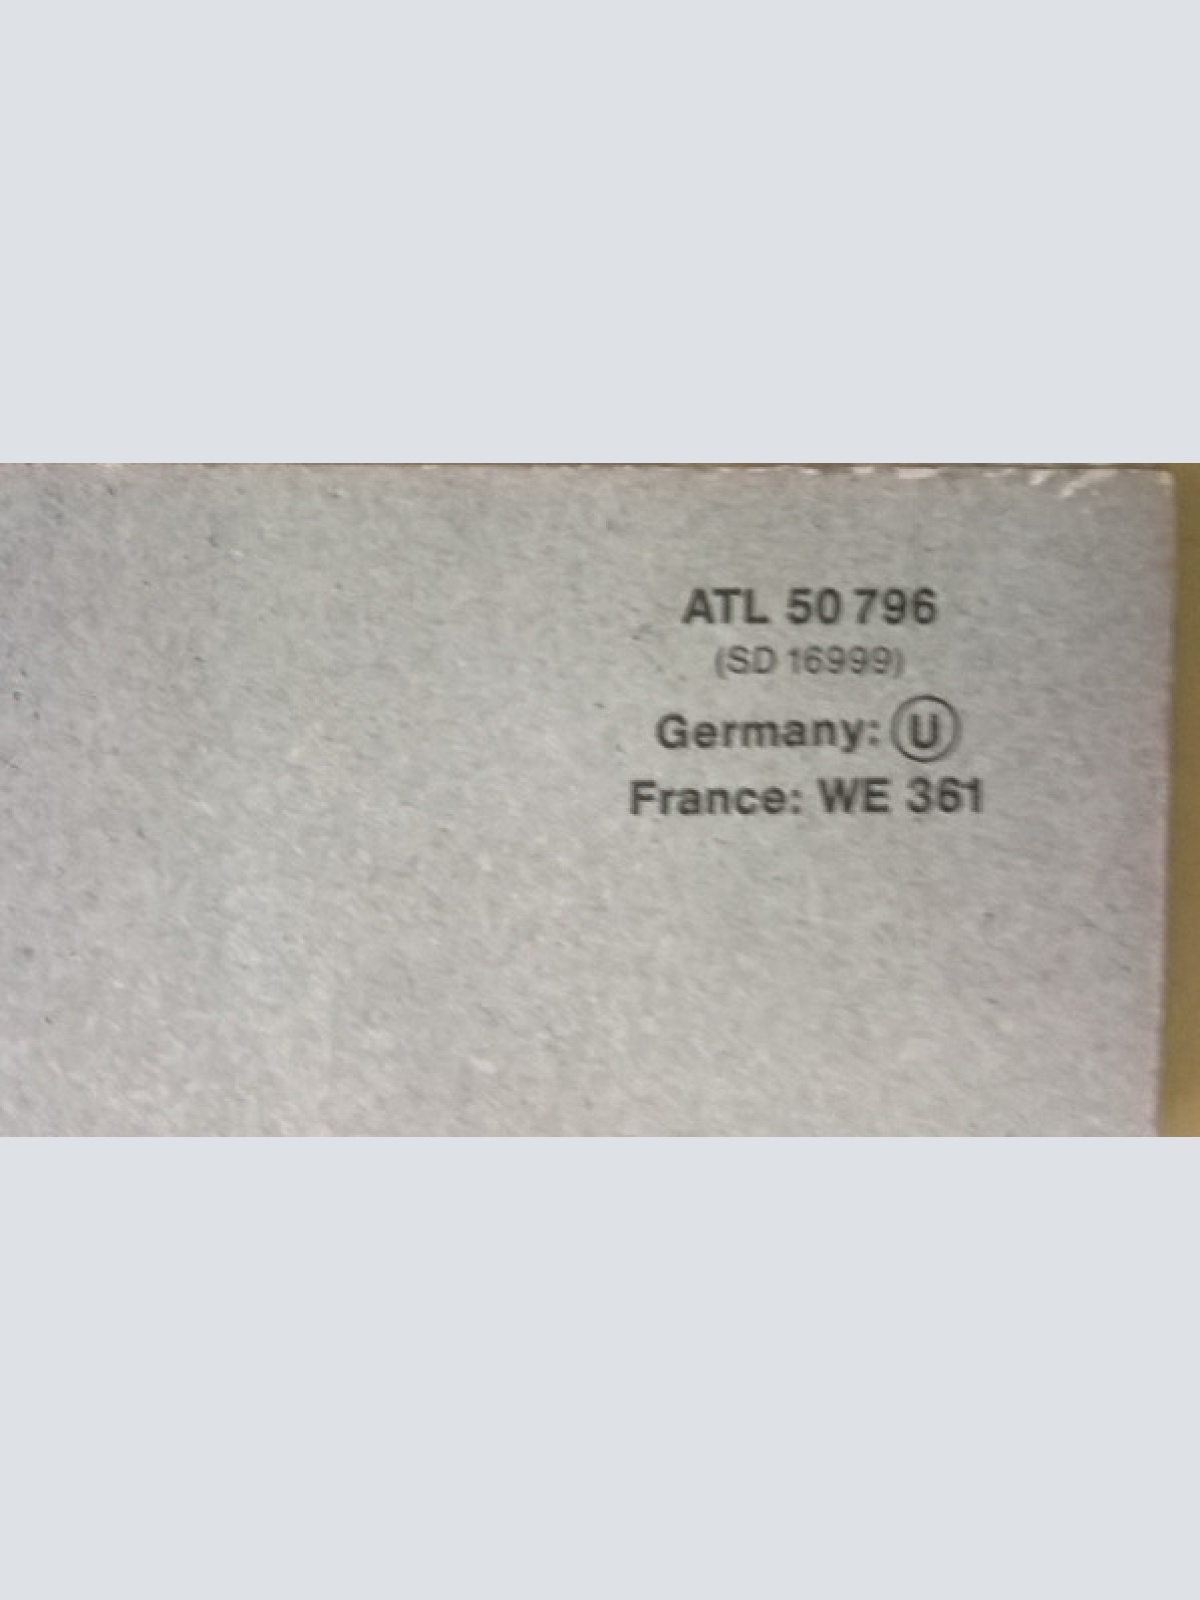 ATL 50 796
(SD 16999)
Germany: Ⓤ
France: WE 361